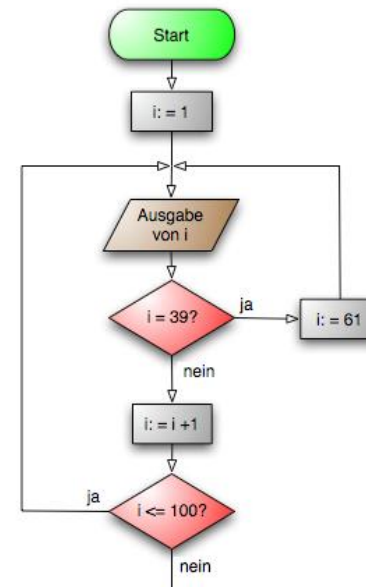 Start
i: = 1
Ausgabe
von i
i = 39?
ja
i: = 61
nein
i: = i +1
ja
i <= 100?
nein